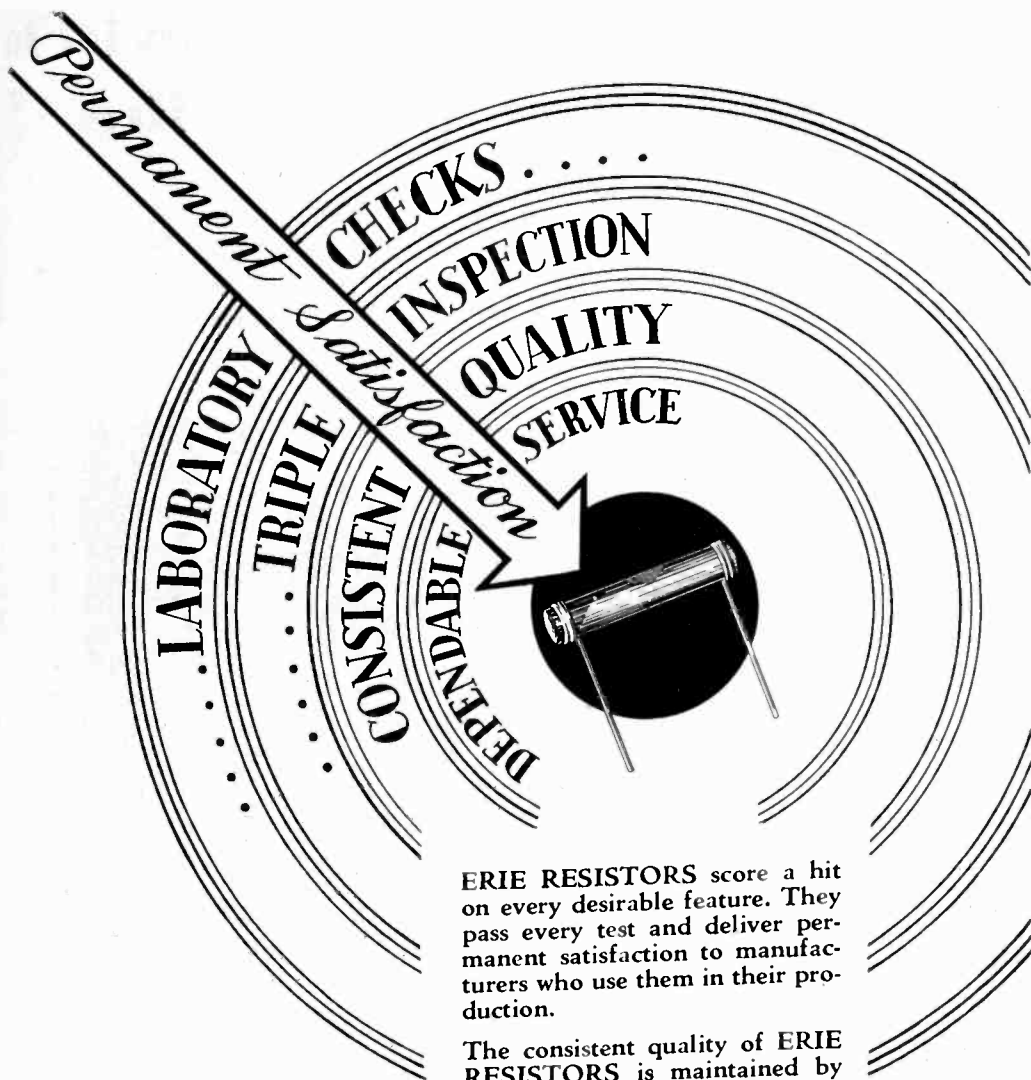 Permanent Satisfaction
LABORATORY CHECKS . . . .
TRIPLE INSPECTION
CONSISTENT QUALITY
DEPENDABLE SERVICE
ERIE RESISTORS score a hit
on every desirable feature. They
pass every test and deliver per-
manent satisfaction to manufac-
turers who use them in their pro-
duction.
The consistent quality of ERIE
RESISTORS is maintained by